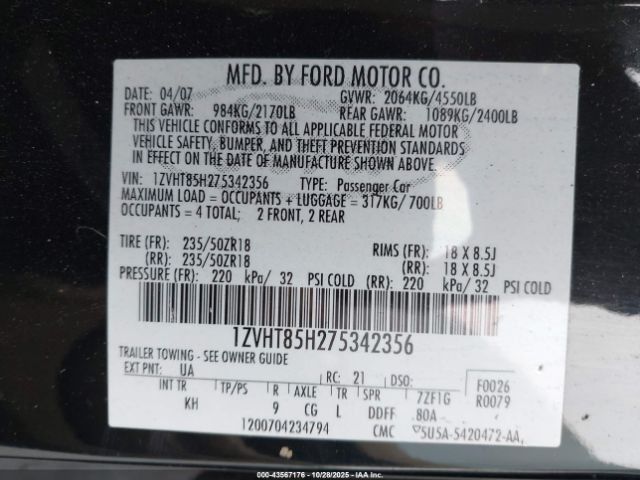 MFD. BY FORD MOTOR CO.
DATE: 04/07 GVWR: 2064KG/4550LB
FRONT GAWR: 984KG/2170LB REAR GAWR: 1089KG/2400LB
THIS VEHICLE CONFORMS TO ALL APPLICABLE FEDERAL MOTOR
VEHICLE SAFETY, BUMPER, AND THEFT PREVENTION STANDARDS
IN EFFECT ON THE DATE OF MANUFACTURE SHOWN ABOVE.
VIN: 1ZVHT85H275342356 TYPE: Passenger Car
MAXIMUM LOAD = OCCUPANTS + LUGGAGE = 317KG/700LB
OCCUPANTS = 4 TOTAL; 2 FRONT, 2 REAR
TIRE (FR): 235/50ZR18 RIMS (FR): 18 X 8.5J
(RR): 235/50ZR18 (RR): 18 X 8.5J
PRESSURE (FR): 220 kPa/ 32 PSI COLD (RR): 220 kPa/ 32 PSI COLD
1ZVHT85H275342356
TRAILER TOWING - SEE OWNER GUIDE
EXT PNT: UA RC: 21 DSO: F0026
INT TR TP/PS R AXLE TR SPR 7ZF1G R0079
KH 9 CG L DDFF .80A
1200704234794 CMC 5U5A-5420472-AA,
© 000-43567176 | 10/28/2025 | IAAI.com